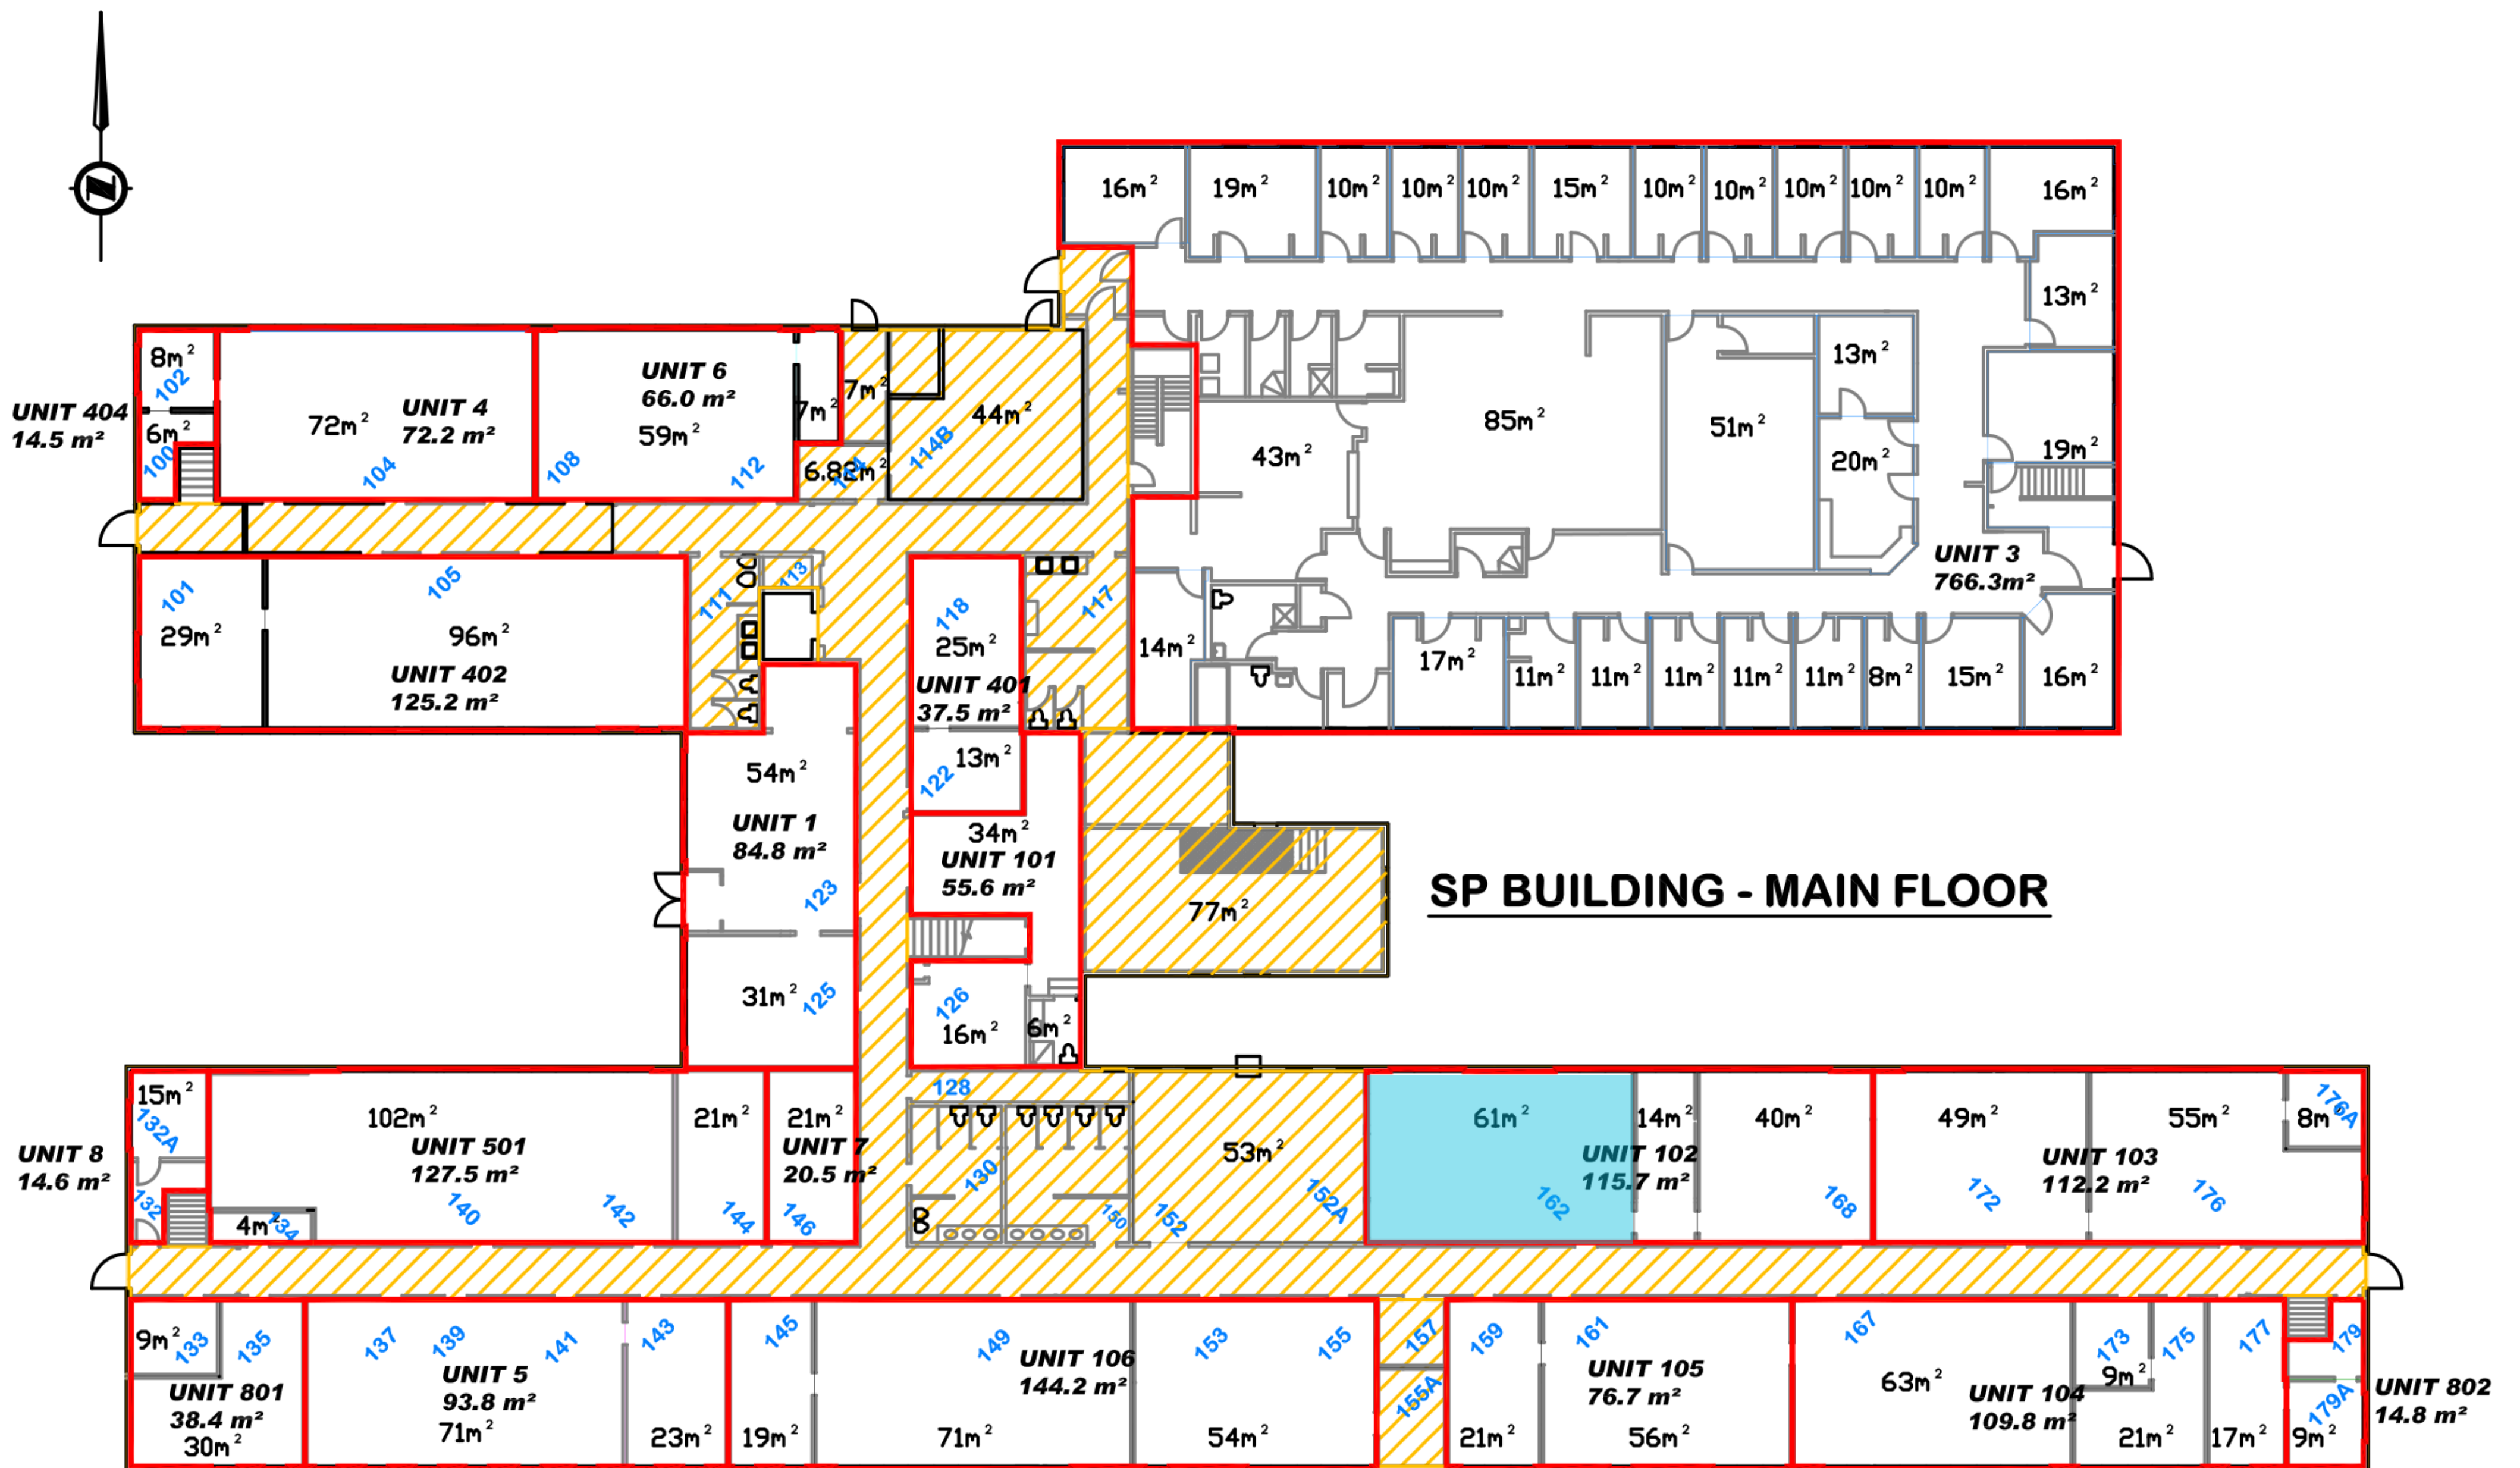 N
16m²
19m²
10m²
10m²
10m²
15m²
10m²
10m²
10m²
10m²
10m²
16m²
13m²
8m²
102
UNIT 404
14.5 m²
6m²
100
72m²
UNIT 4
72.2 m²
104
UNIT 6
66.0 m²
59m²
108
112
7m²
7m²
6.82m²
114
44m²
114B
43m²
85m²
51m²
13m²
20m²
19m²
UNIT 3
766.3m²
101
29m²
105
96m²
UNIT 402
125.2 m²
111
113
118
25m²
UNIT 401
37.5 m²
117
14m²
17m²
11m²
11m²
11m²
11m²
11m²
8m²
15m²
16m²
13m²
122
54m²
UNIT 1
84.8 m²
123
34m²
UNIT 101
55.6 m²
77m²
SP BUILDING - MAIN FLOOR
31m²
125
126
16m²
6m²
15m²
132A
UNIT 8
14.6 m²
132
102m²
UNIT 501
127.5 m²
4m²
134
140
142
21m²
144
21m²
UNIT 7
20.5 m²
146
128
130
150
53m²
152
152A
61m²
UNIT 102
115.7 m²
162
14m²
40m²
168
49m²
172
UNIT 103
112.2 m²
55m²
176
8m²
176A
9m²
133
135
UNIT 801
38.4 m²
30m²
137
139
141
UNIT 5
93.8 m²
71m²
143
23m²
145
19m²
149
UNIT 106
144.2 m²
71m²
153
155
54m²
157
155A
159
21m²
161
UNIT 105
76.7 m²
56m²
167
63m²
UNIT 104
109.8 m²
173
9m²
175
21m²
177
17m²
179
179A
9m²
UNIT 802
14.8 m²